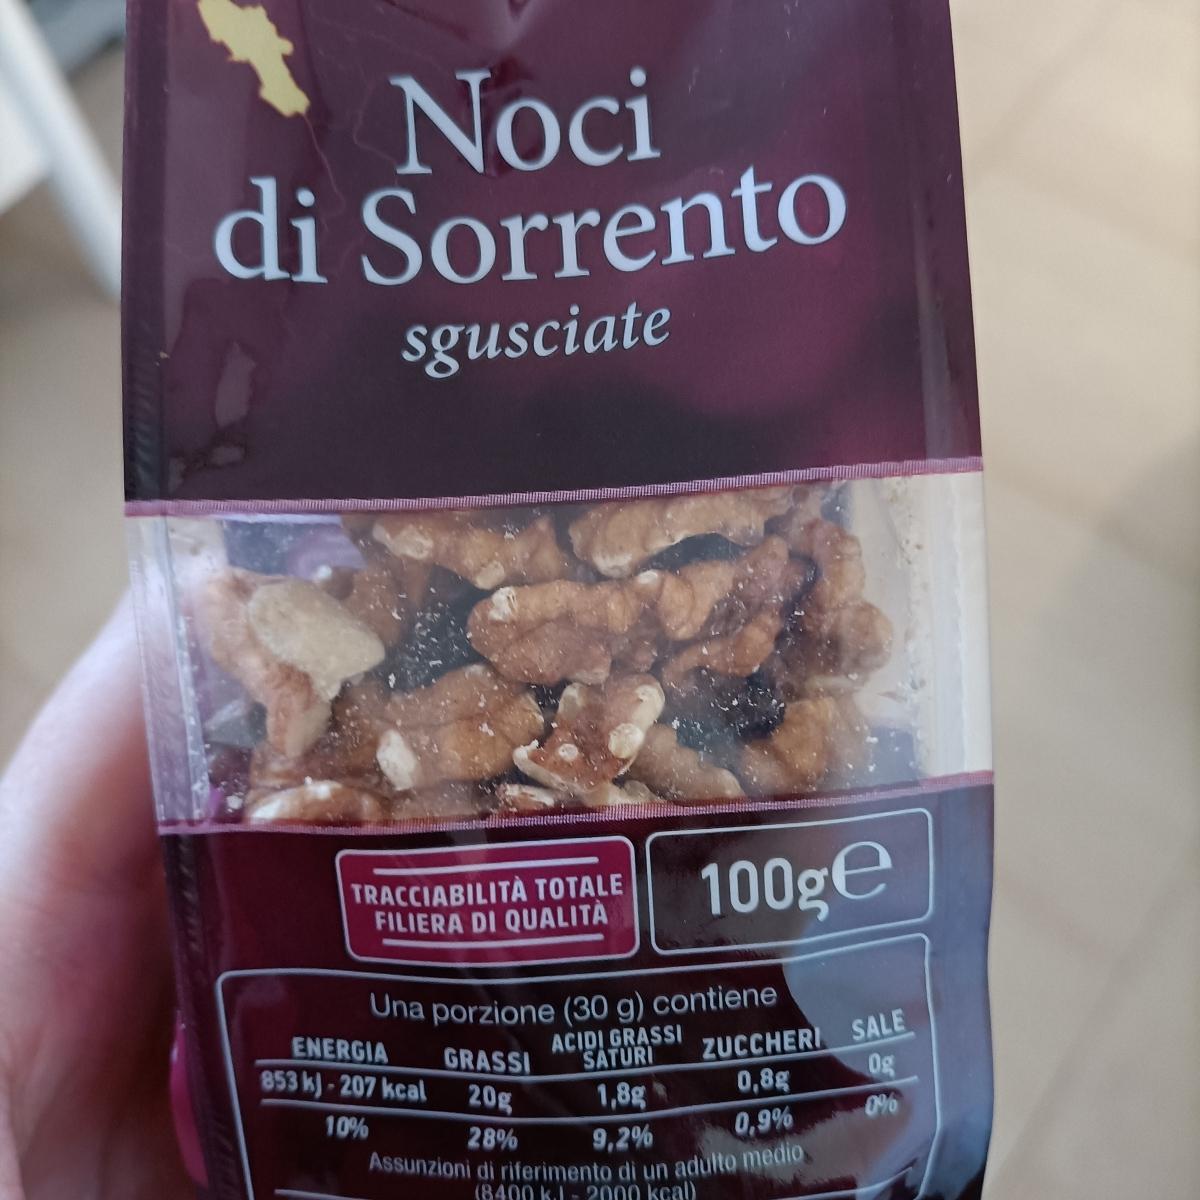 Noci
di Sorrento
sgusciate
TRACCIABILITÀ TOTALE
FILIERA DI QUALITÀ
100g e
Una porzione (30 g) contiene
ENERGIA GRASSI ACIDI GRASSI SATURI ZUCCHERI SALE
853 kJ - 207 kcal 20g 1,8g 0,8g 0g
10% 28% 9,2% 0,9% 0%
Assunzioni di riferimento di un adulto medio
(8400 kJ - 2000 kcal)